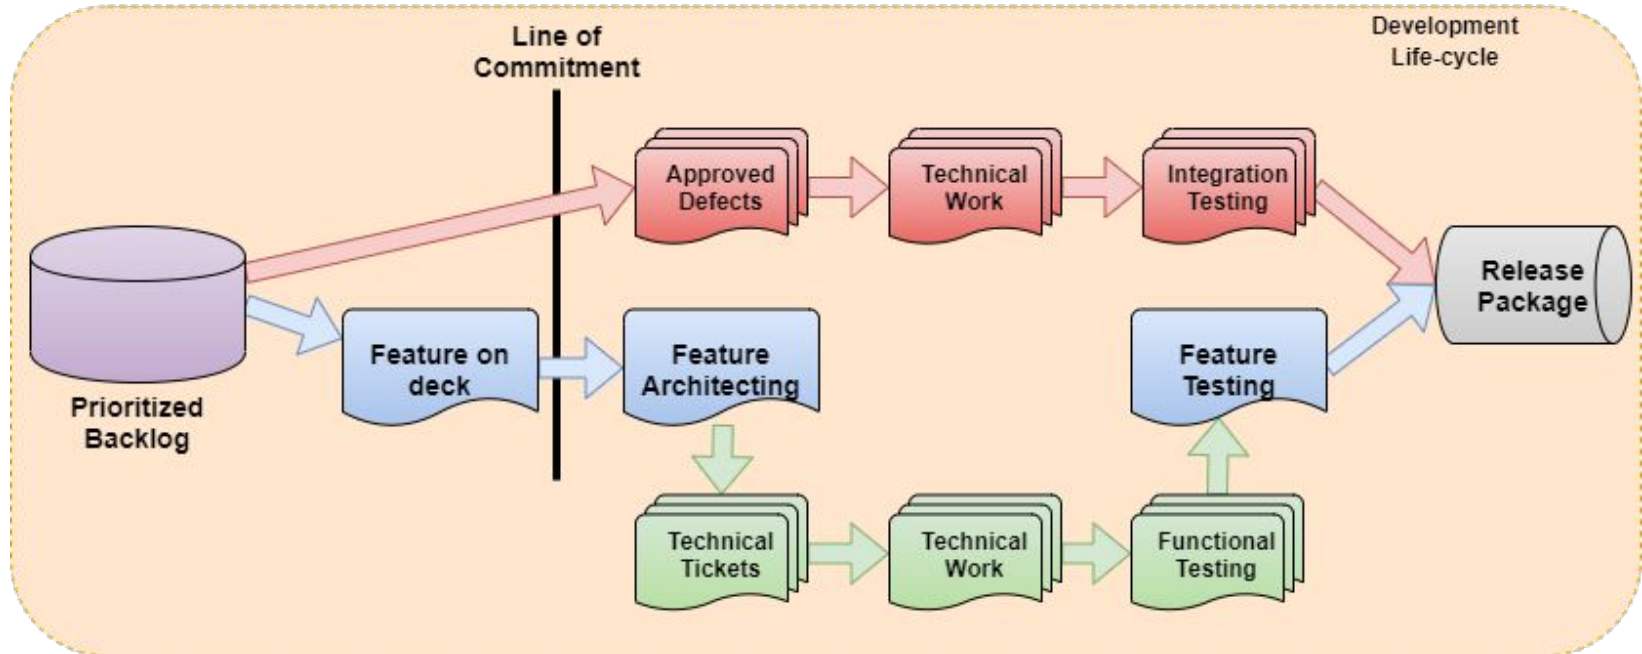 Development
Life-cycle
Line of
Commitment
Approved
Defects
Technical
Work
Integration
Testing
Prioritized
Backlog
Feature on
deck
Feature
Architecting
Feature
Testing
Release
Package
Technical
Tickets
Technical
Work
Functional
Testing